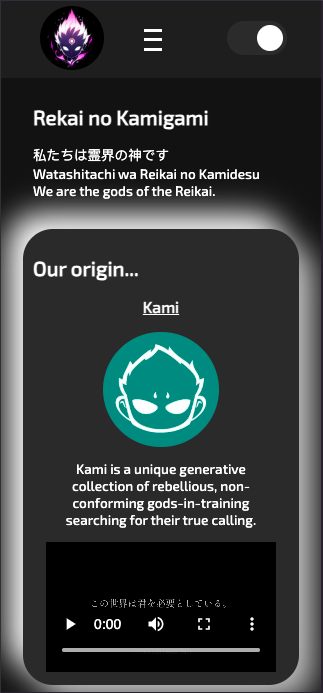 Rekai no Kamigami
私たちは霊界の神です
Watashitachi wa Reikai no Kamidesu
We are the gods of the Reikai.
Our origin...
Kami
Kami is a unique generative
collection of rebellious, non-
conforming gods-in-training
searching for their true calling.
この世界は君を必要としている。
0:00